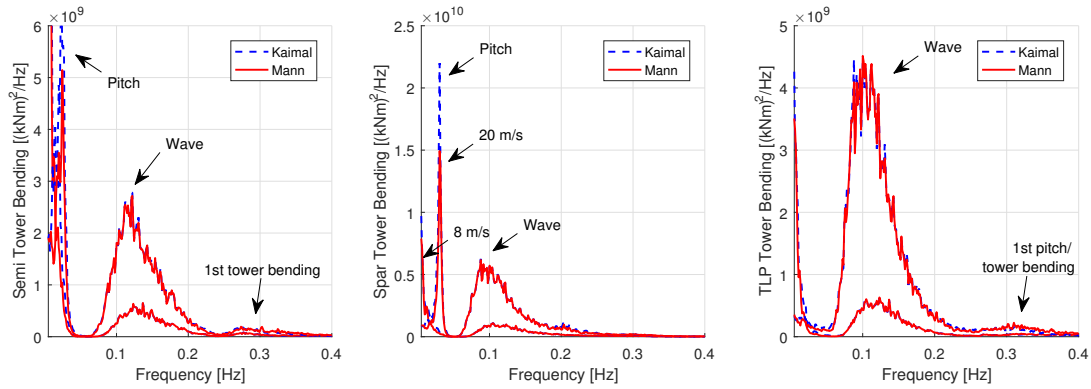 ×10⁹
Semi Tower Bending [(kNm)²/Hz]
6
5
4
3
2
1
0
0.1
0.2
0.3
0.4
Frequency [Hz]
Kaimal
Mann
Pitch
Wave
1st tower bending
×10¹⁰
Spar Tower Bending [(kNm)²/Hz]
2.5
2
1.5
1
0.5
0
0.1
0.2
0.3
0.4
Frequency [Hz]
Kaimal
Mann
Pitch
20 m/s
8 m/s
Wave
×10⁹
TLP Tower Bending [(kNm)²/Hz]
5
4
3
2
1
0
0.1
0.2
0.3
0.4
Frequency [Hz]
Kaimal
Mann
Wave
1st pitch/
tower bending